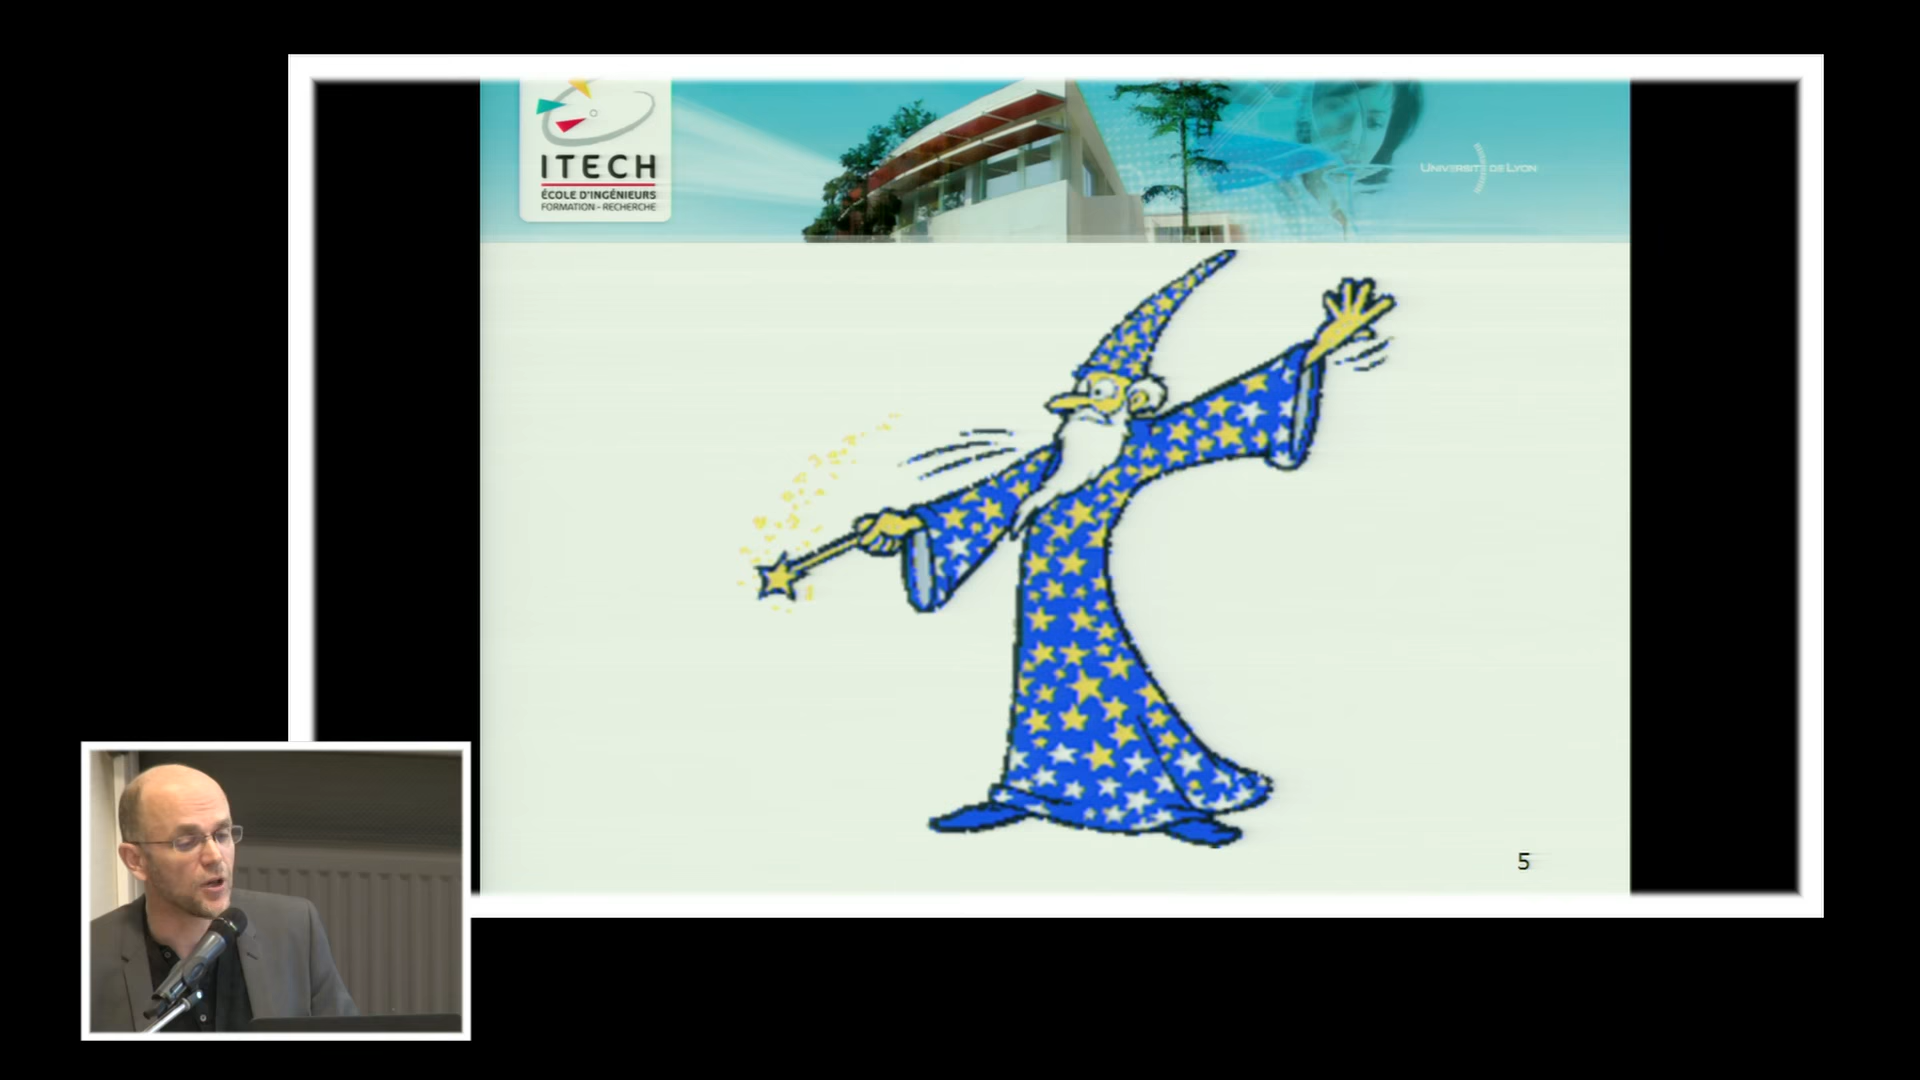 ITECH
ÉCOLE D'INGÉNIEURS
FORMATION - RECHERCHE
UNIVERSITÉ DE LYON
5